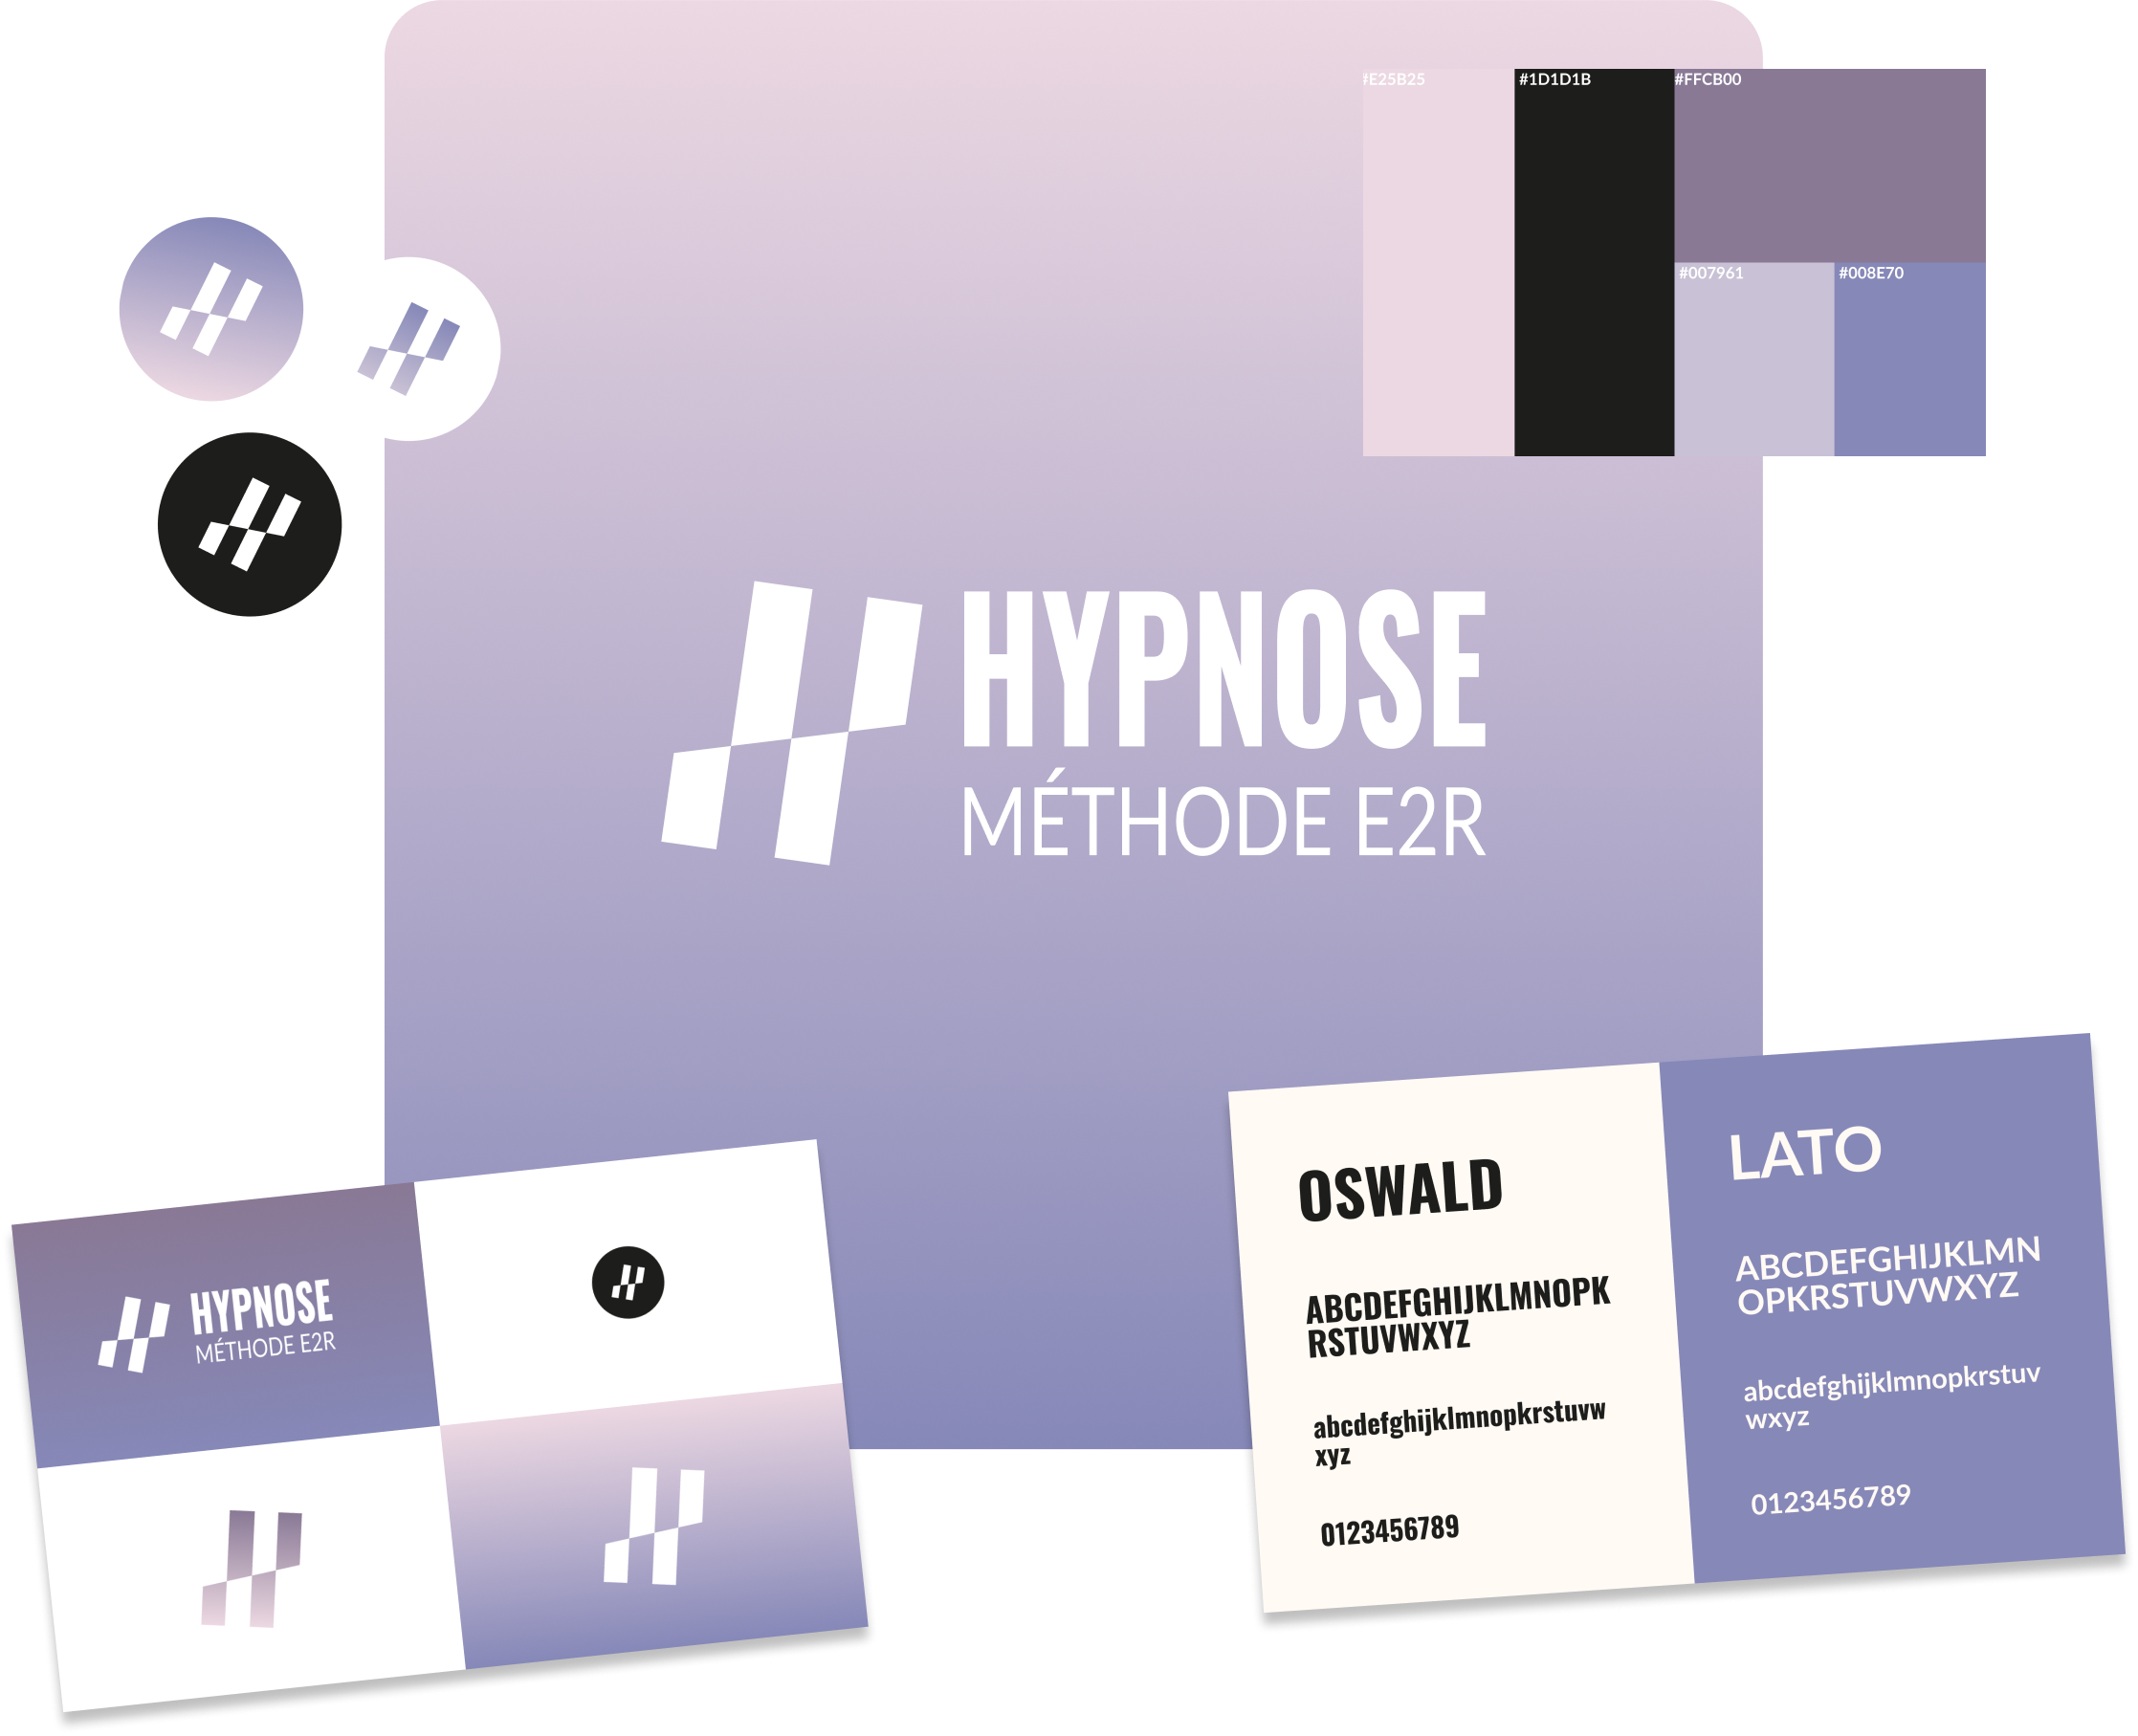 #E25B25
#1D1D1B
#FFCB00
#007961
#008E70
HYPNOSE
MÉTHODE E2R
HYPNOSE
MÉTHODE E2R
OSWALD
ABCDEFGHIJKLMNOPK
RSTUVWXYZ
abcdefghijklmnopkrstuvw
xyz
0123456789
LATO
ABCDEFGHIJKLMN
OPKRSTUVWXYZ
abcdefghijklmnopkrstuv
wxyz
0123456789